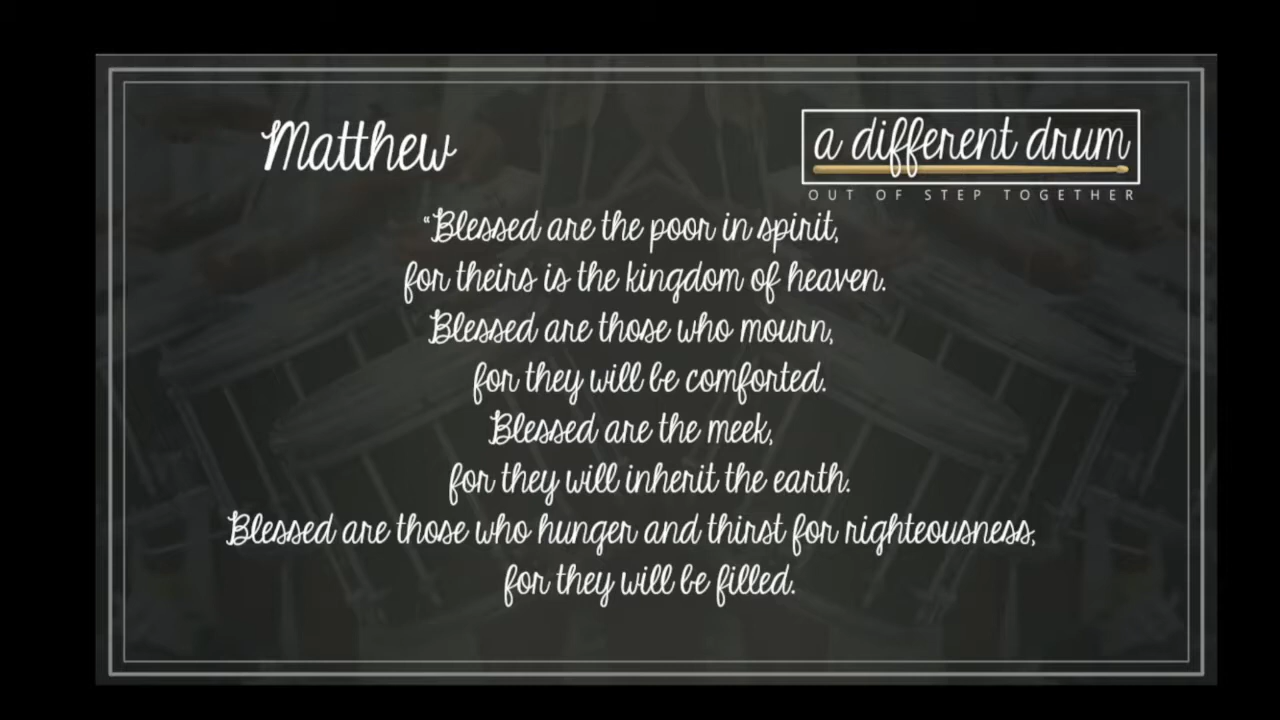 Matthew
a different drum
OUT OF STEP TOGETHER
“Blessed are the poor in spirit,
for theirs is the kingdom of heaven.
Blessed are those who mourn,
for they will be comforted.
Blessed are the meek,
for they will inherit the earth.
Blessed are those who hunger and thirst for righteousness,
for they will be filled.